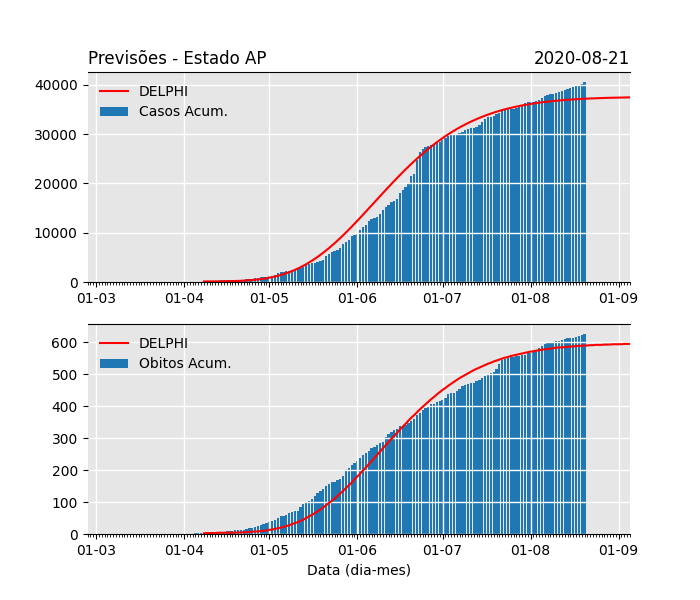 Previsões - Estado AP 2020-08-21
40000
30000
20000
10000
0
DELPHI
Casos Acum.
01-03 01-04 01-05 01-06 01-07 01-08 01-09
600
500
400
300
200
100
0
DELPHI
Obitos Acum.
01-03 01-04 01-05 01-06 01-07 01-08 01-09
Data (dia-mes)